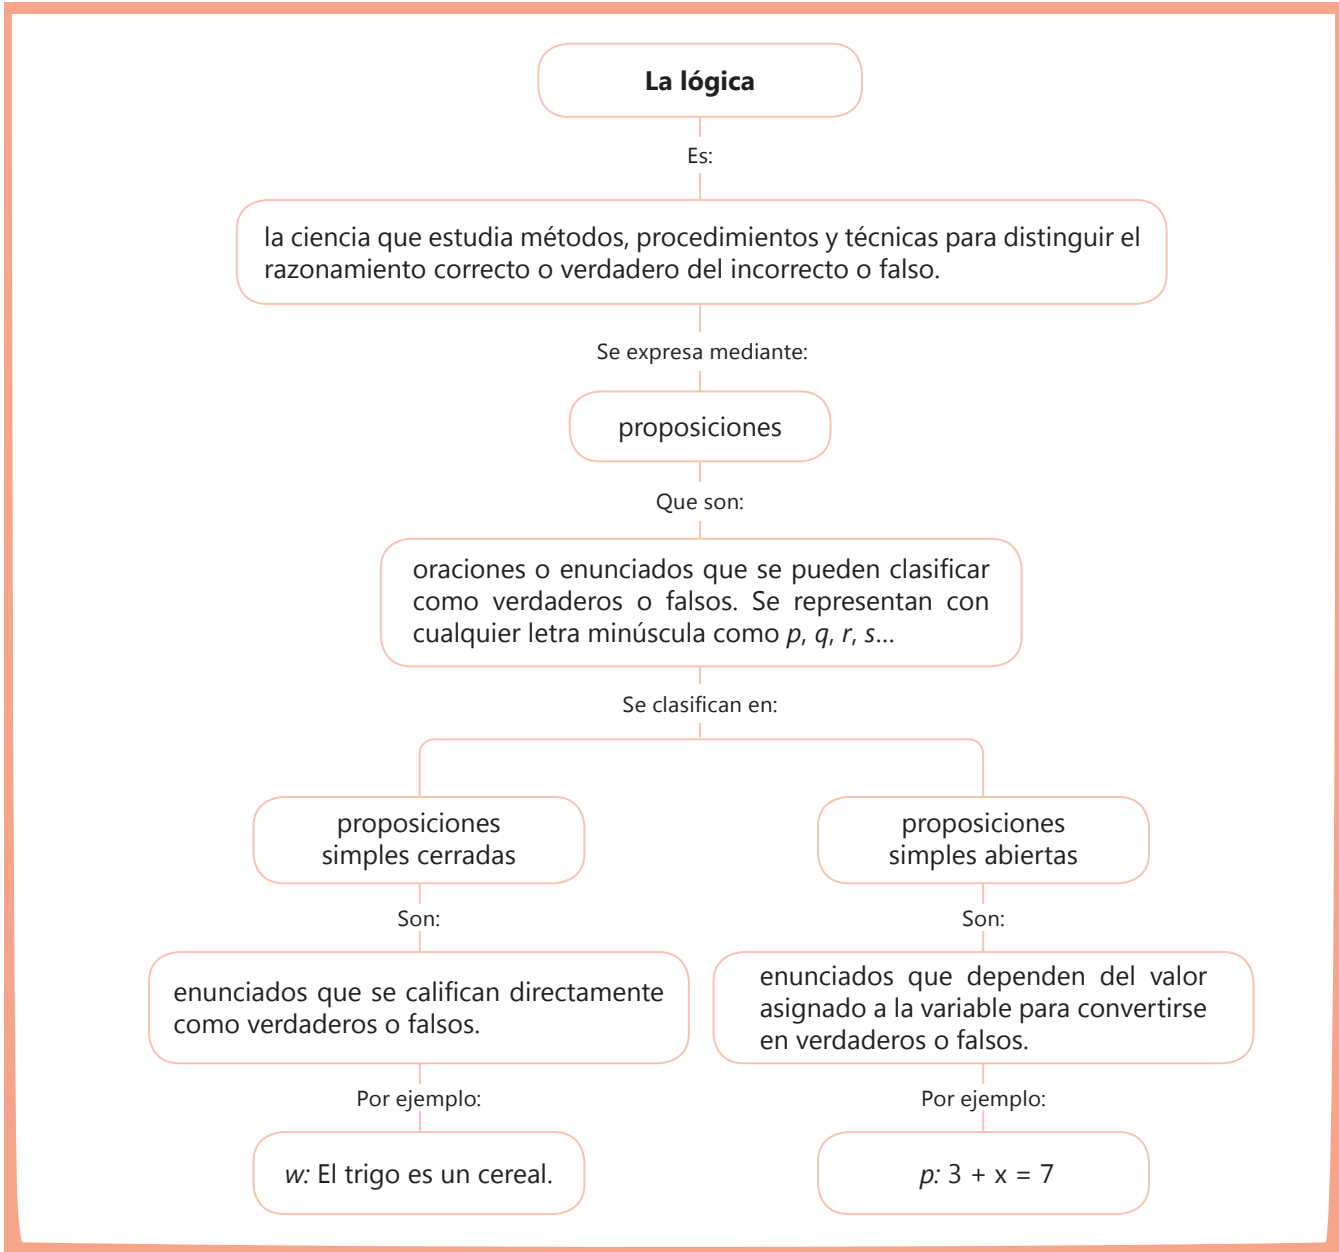 La lógica
Es:
la ciencia que estudia métodos, procedimientos y técnicas para distinguir el
razonamiento correcto o verdadero del incorrecto o falso.
Se expresa mediante:
proposiciones
Que son:
oraciones o enunciados que se pueden clasificar
como verdaderos o falsos. Se representan con
cualquier letra minúscula como p, q, r, s...
Se clasifican en:
proposiciones
simples cerradas
Son:
enunciados que se califican directamente
como verdaderos o falsos.
Por ejemplo:
w: El trigo es un cereal.
proposiciones
simples abiertas
Son:
enunciados que dependen del valor
asignado a la variable para convertirse
en verdaderos o falsos.
Por ejemplo:
p: 3 + x = 7